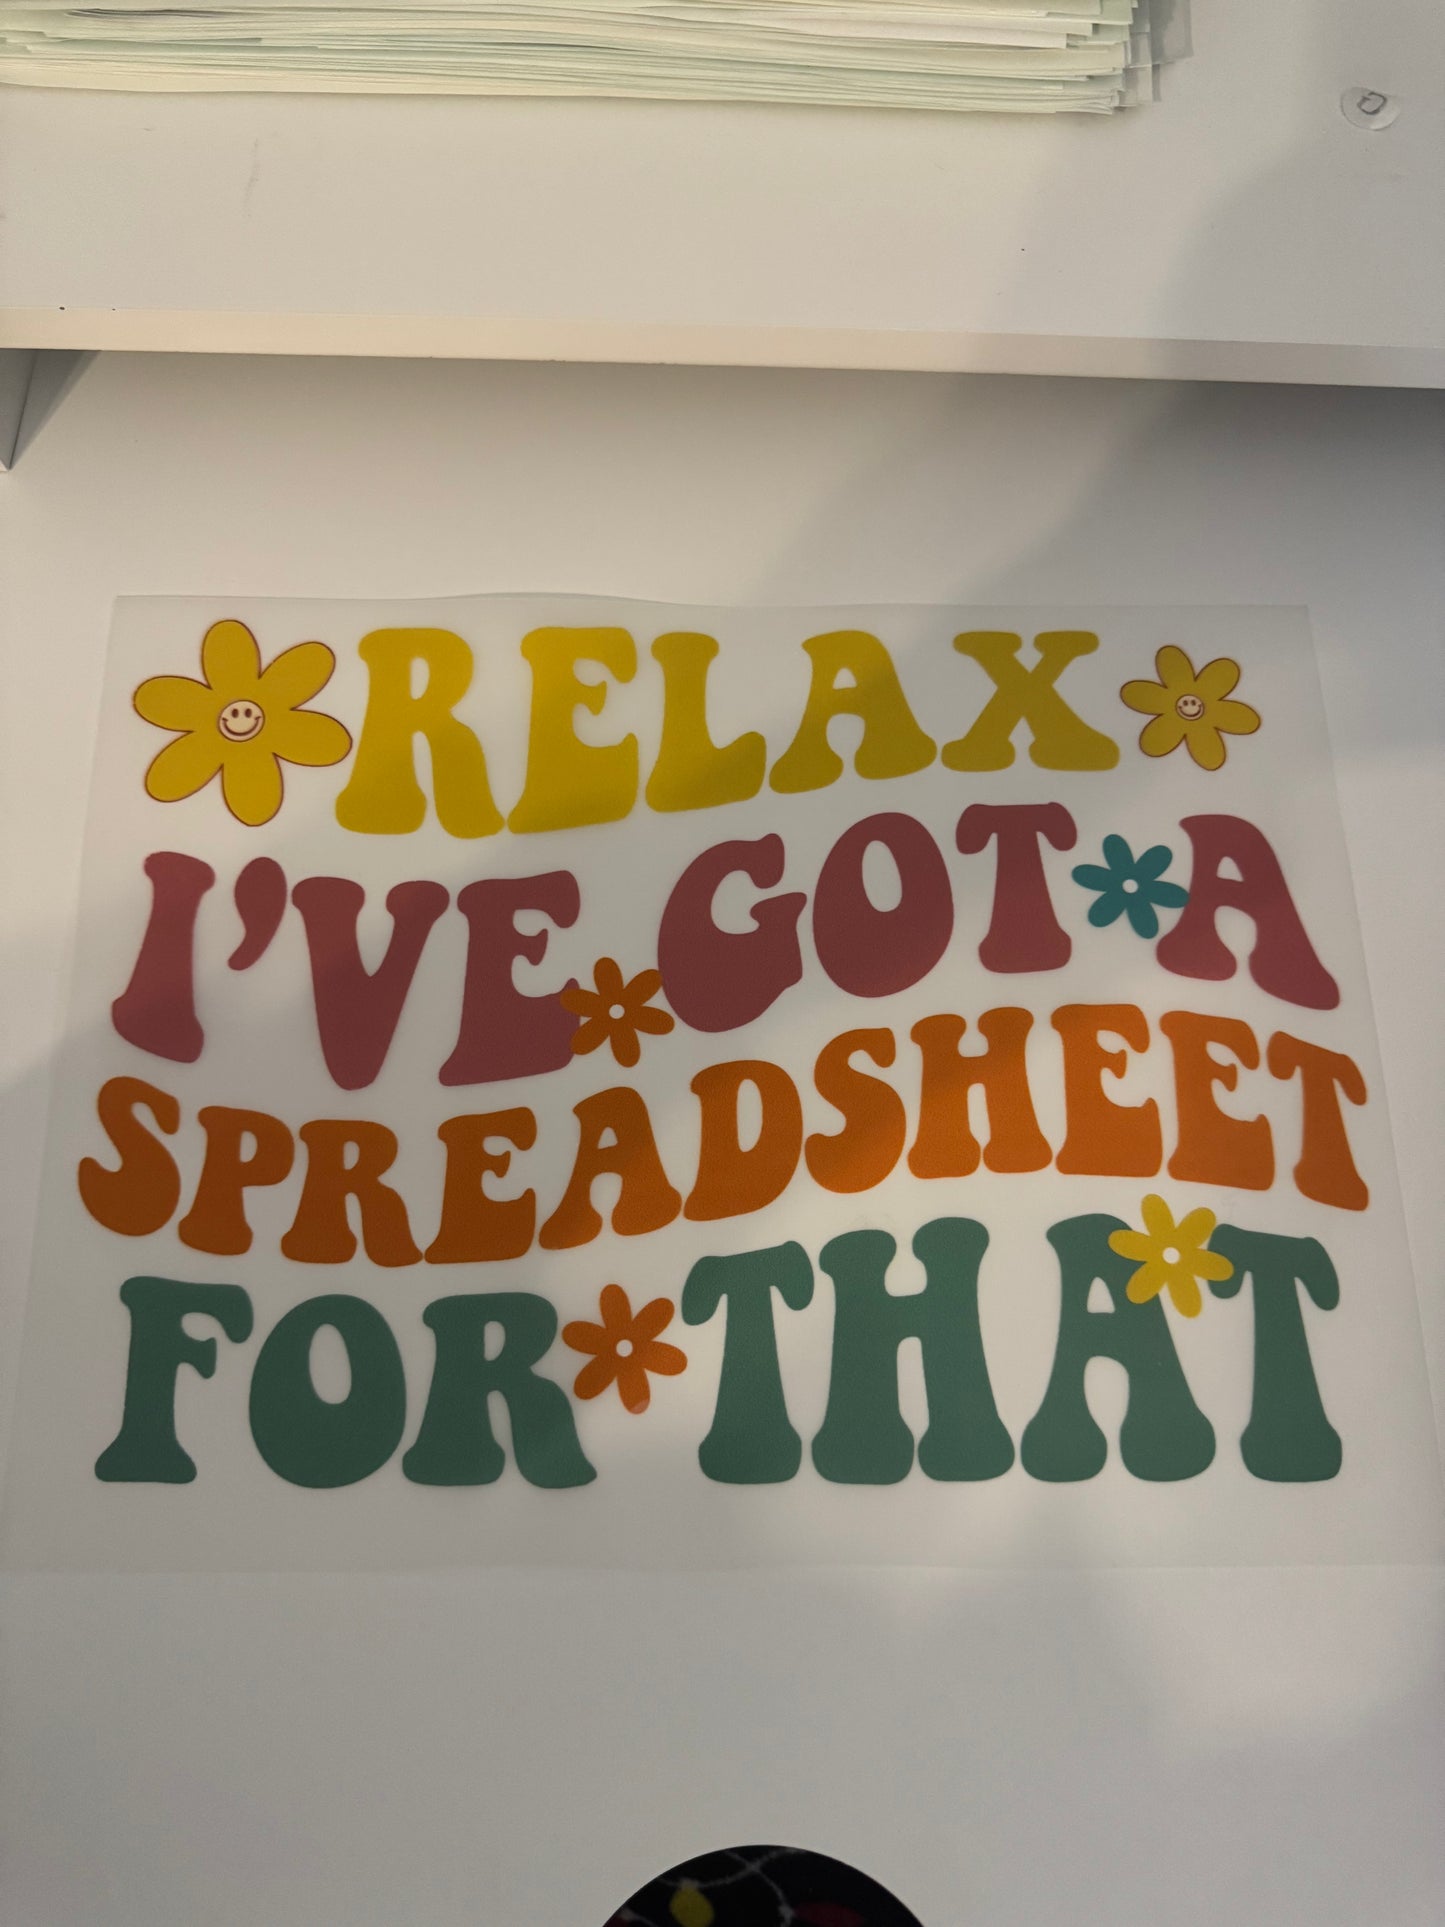 RELAX
I'VE GOT A
SPREADSHEET
FOR THAT